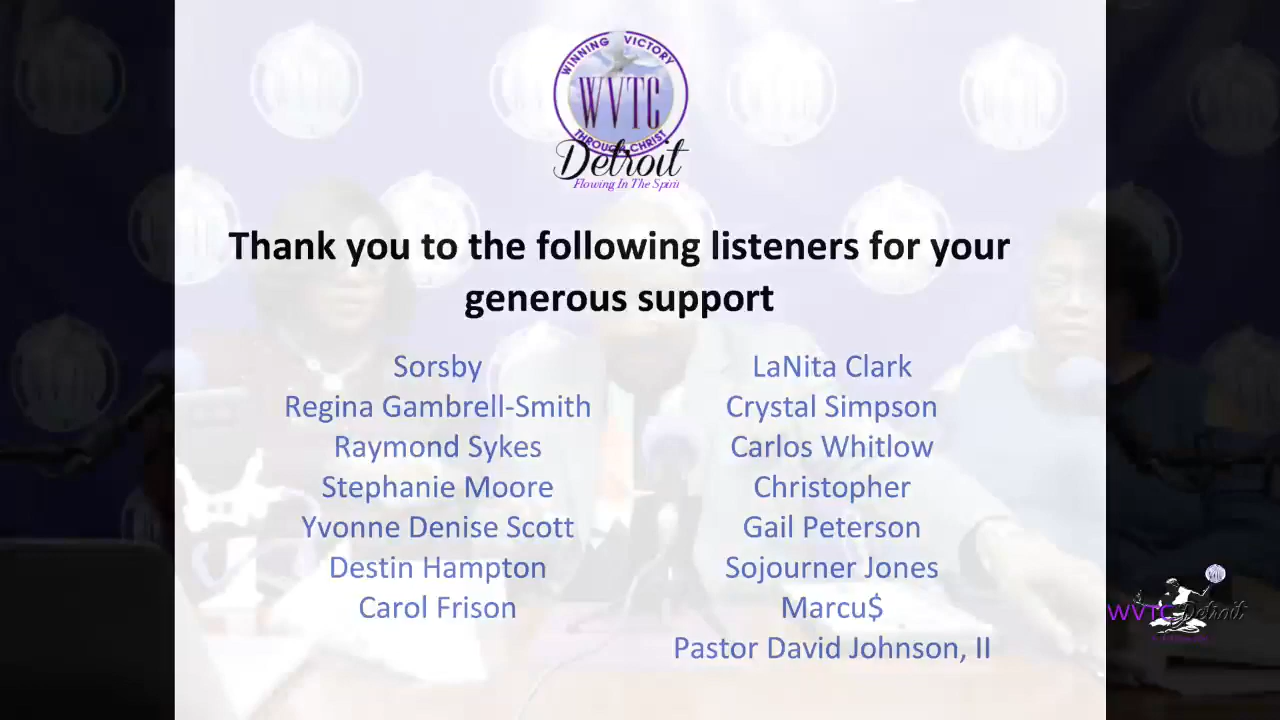 WINNING VICTORY
WVTC
THROUGH CHRIST
Detroit
Flowing In The Spirit
Thank you to the following listeners for your
generous support
Sorsby
Regina Gambrell-Smith
Raymond Sykes
Stephanie Moore
Yvonne Denise Scott
Destin Hampton
Carol Frison
LaNita Clark
Crystal Simpson
Carlos Whitlow
Christopher
Gail Peterson
Sojourner Jones
Marcu$
Pastor David Johnson, II
WVTC Detroit